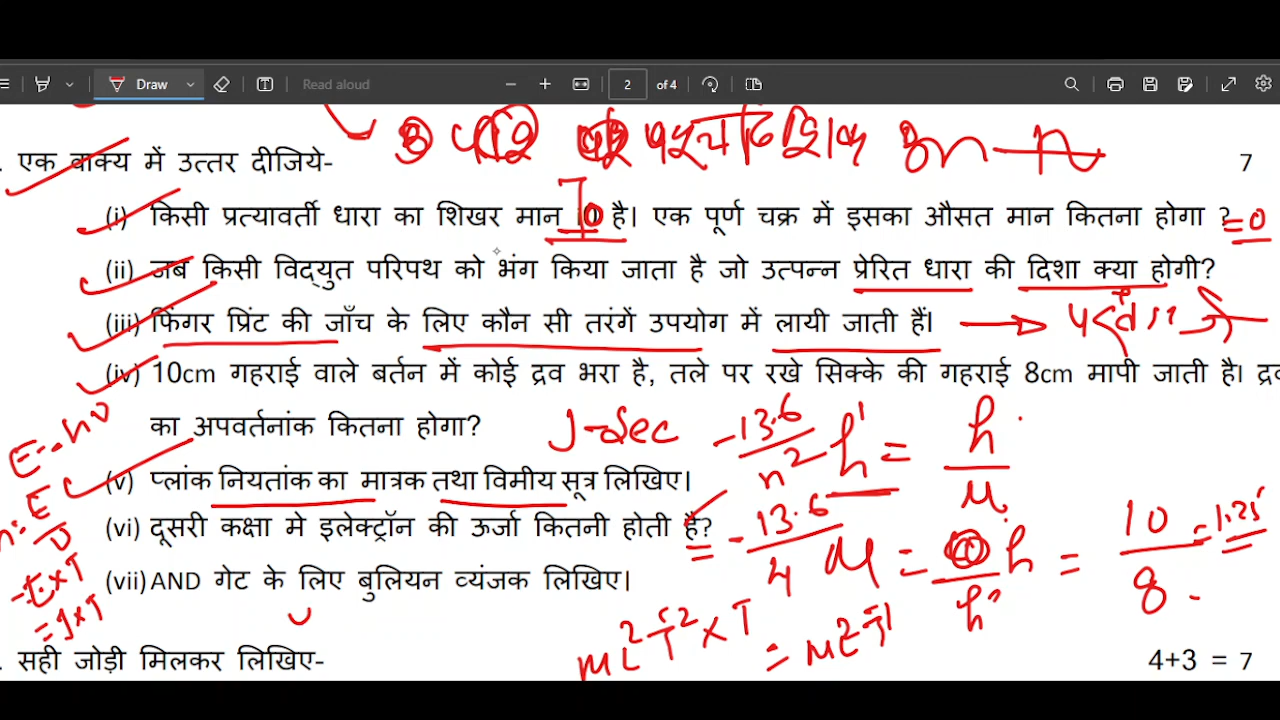 Draw
Read aloud
2 of 4
एक वाक्य में उत्तर दीजिये- 7
(i) किसी प्रत्यावर्ती धारा का शिखर मान I0 है। एक पूर्ण चक्र में इसका औसत मान कितना होगा ? = 0
(ii) जब किसी विद्युत परिपथ को भंग किया जाता है जो उत्पन्न प्रेरित धारा की दिशा क्या होगी?
(iii) फिंगर प्रिंट की जाँच के लिए कौन सी तरंगें उपयोग में लायी जाती हैं।
(iv) 10cm गहराई वाले बर्तन में कोई द्रव भरा है, तले पर रखे सिक्के की गहराई 8cm मापी जाती है। द्रव
का अपवर्तनांक कितना होगा? J-Sec -13.6/n² h' = h/μ
E=hν
(v) प्लांक नियतांक का मात्रक तथा विमीय सूत्र लिखिए।
(vi) दूसरी कक्षा मे इलेक्ट्रॉन की ऊर्जा कितनी होती है? = -13.6/4 μ = h/h' = 10/8 = 1.25
(vii) AND गेट के लिए बुलियन व्यंजक लिखिए।
= J×T
ML²T⁻²×T = ML²T⁻¹
सही जोड़ी मिलकर लिखिए- 4+3 = 7